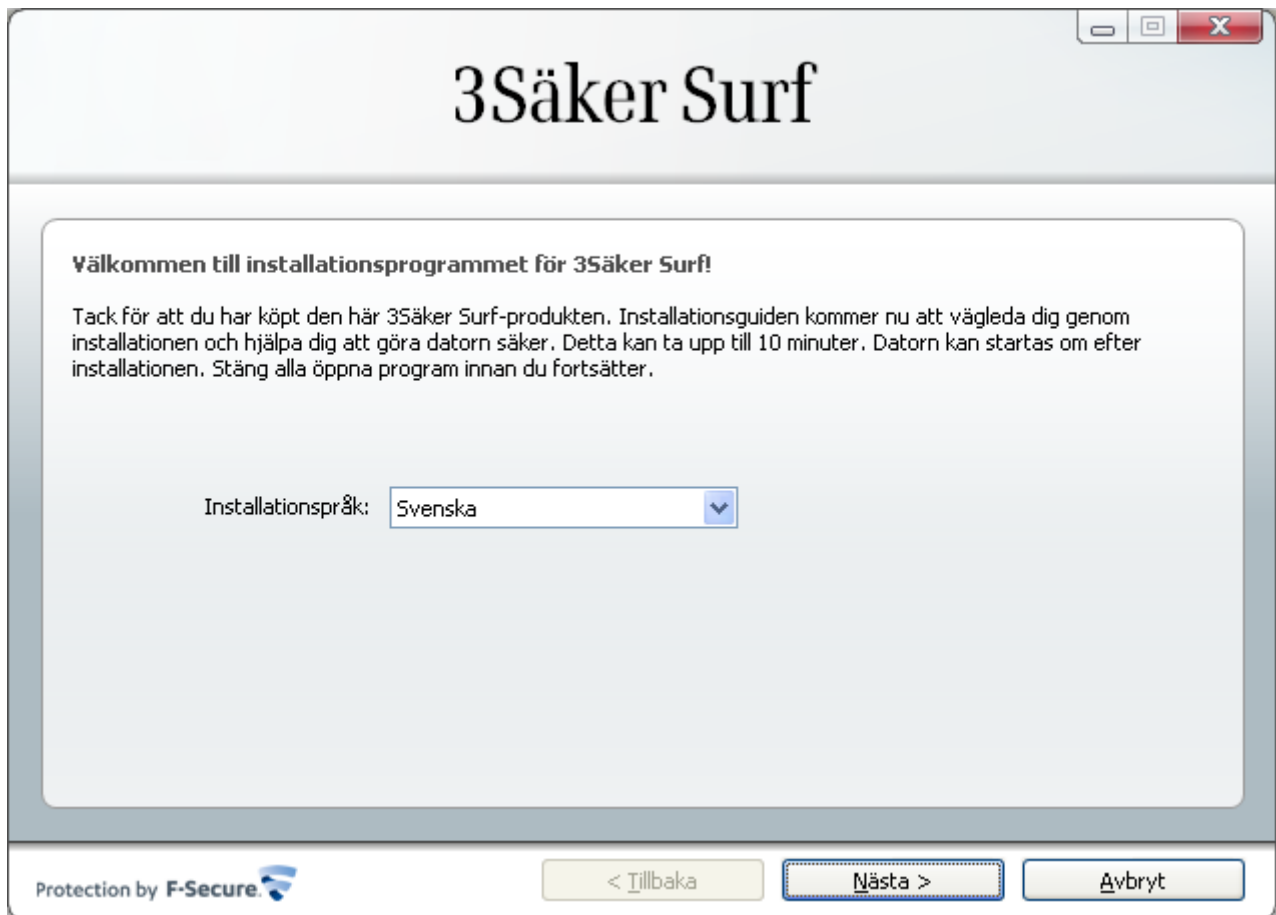 3Säker Surf
Välkommen till installationsprogrammet för 3Säker Surf!
Tack för att du har köpt den här 3Säker Surf-produkten. Installationsguiden kommer nu att vägleda dig genom
installationen och hjälpa dig att göra datorn säker. Detta kan ta upp till 10 minuter. Datorn kan startas om efter
installationen. Stäng alla öppna program innan du fortsätter.
Installationspråk: Svenska
Protection by F-Secure. < Tillbaka Nästa > Avbryt